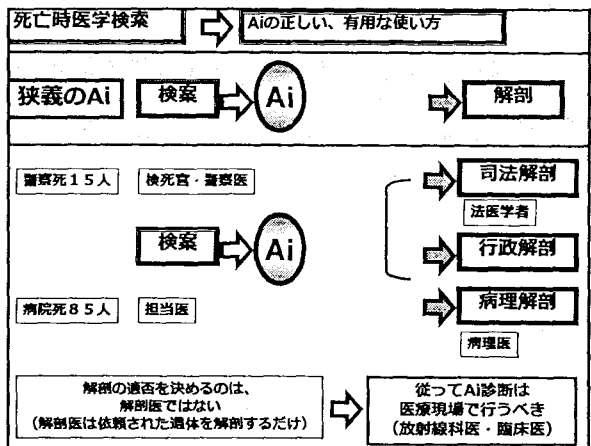 死亡時医学検索
Aiの正しい、有用な使い方
狭義のAi
検案
Ai
解剖
警察死15人
検死官・警察医
司法解剖
法医学者
検案
Ai
行政解剖
病院死85人
担当医
病理解剖
病理医
解剖の適否を決めるのは、
解剖医ではない
(解剖医は依頼された遺体を解剖するだけ)
従ってAi診断は
医療現場で行うべき
(放射線科医・臨床医)